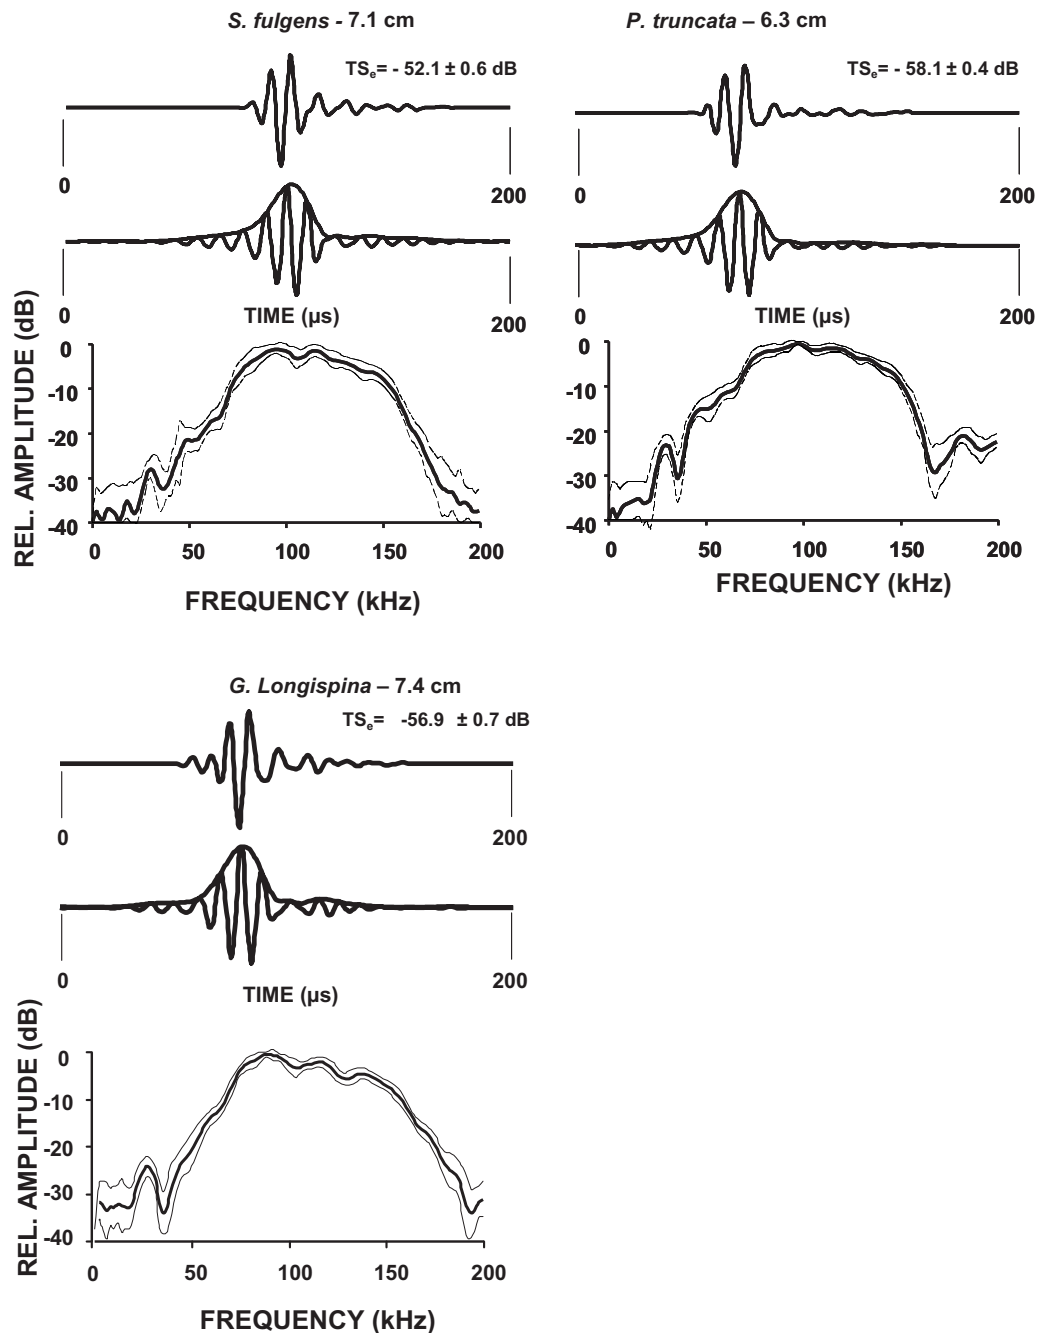 S. fulgens - 7.1 cm
TSe= - 52.1 ± 0.6 dB
0
200
0
200
TIME (µs)
REL. AMPLITUDE (dB)
0
-10
-20
-30
-40
0 50 100 150 200
FREQUENCY (kHz)
P. truncata – 6.3 cm
TSe= - 58.1 ± 0.4 dB
0
200
0
200
TIME (µs)
0
-10
-20
-30
-40
0 50 100 150 200
FREQUENCY (kHz)
G. Longispina – 7.4 cm
TSe= -56.9 ± 0.7 dB
0
200
0
200
TIME (µs)
REL. AMPLITUDE (dB)
0
-10
-20
-30
-40
0 50 100 150 200
FREQUENCY (kHz)